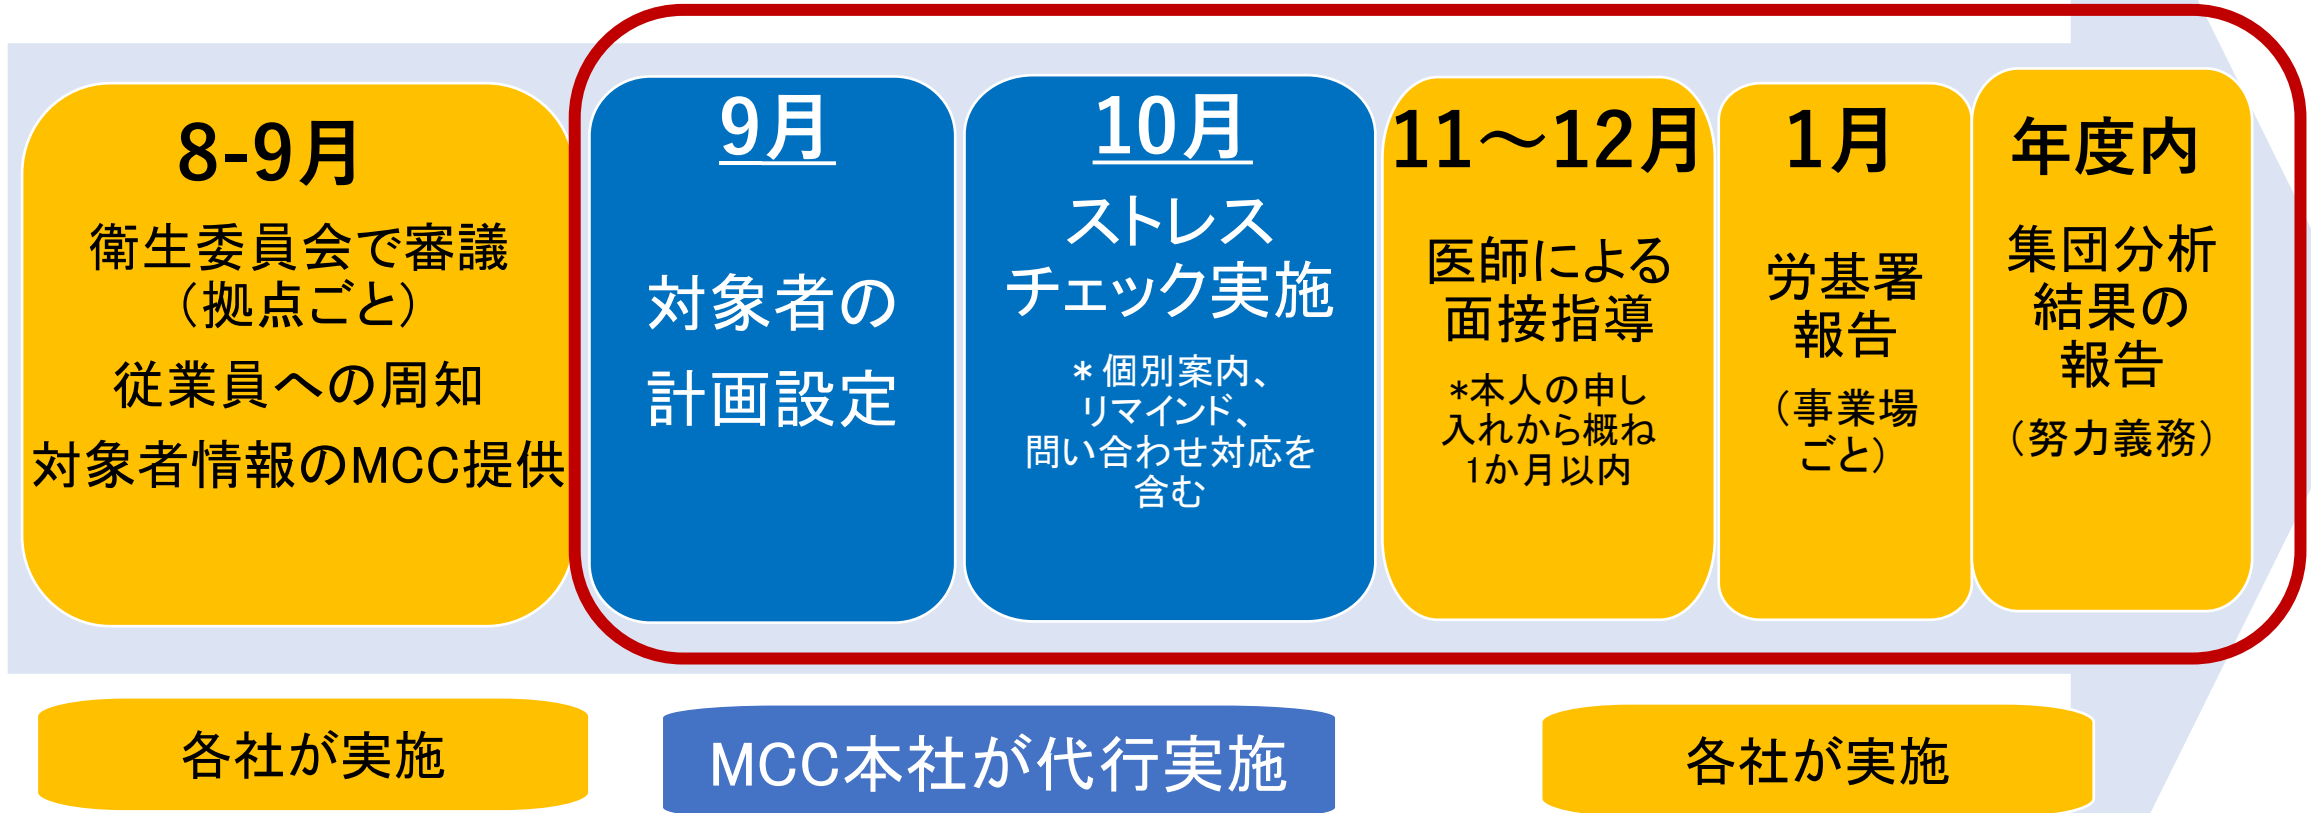 8-9月
衛生委員会で審議
（拠点ごと）
従業員への周知
対象者情報のMCC提供
9月
対象者の
計画設定
10月
ストレス
チェック実施
* 個別案内、
リマインド、
問い合わせ対応を
含む
11～12月
医師による
面接指導
*本人の申し
入れから概ね
1か月以内
1月
労基署
報告
（事業場
ごと）
年度内
集団分析
結果の
報告
（努力義務）
各社が実施
MCC本社が代行実施
各社が実施